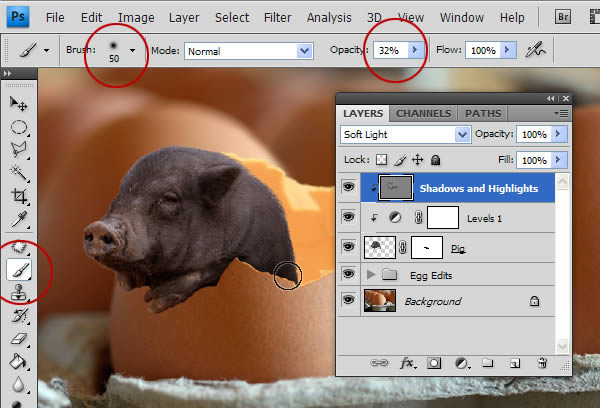 Ps File Edit Image Layer Select Filter Analysis 3D View Window Help Br
Brush: 50 Mode: Normal Opacity: 32% Flow: 100%
LAYERS CHANNELS PATHS
Soft Light Opacity: 100%
Lock: Fill: 100%
Shadows and Highlights
Levels 1
Pig
Egg Edits
Background
fx